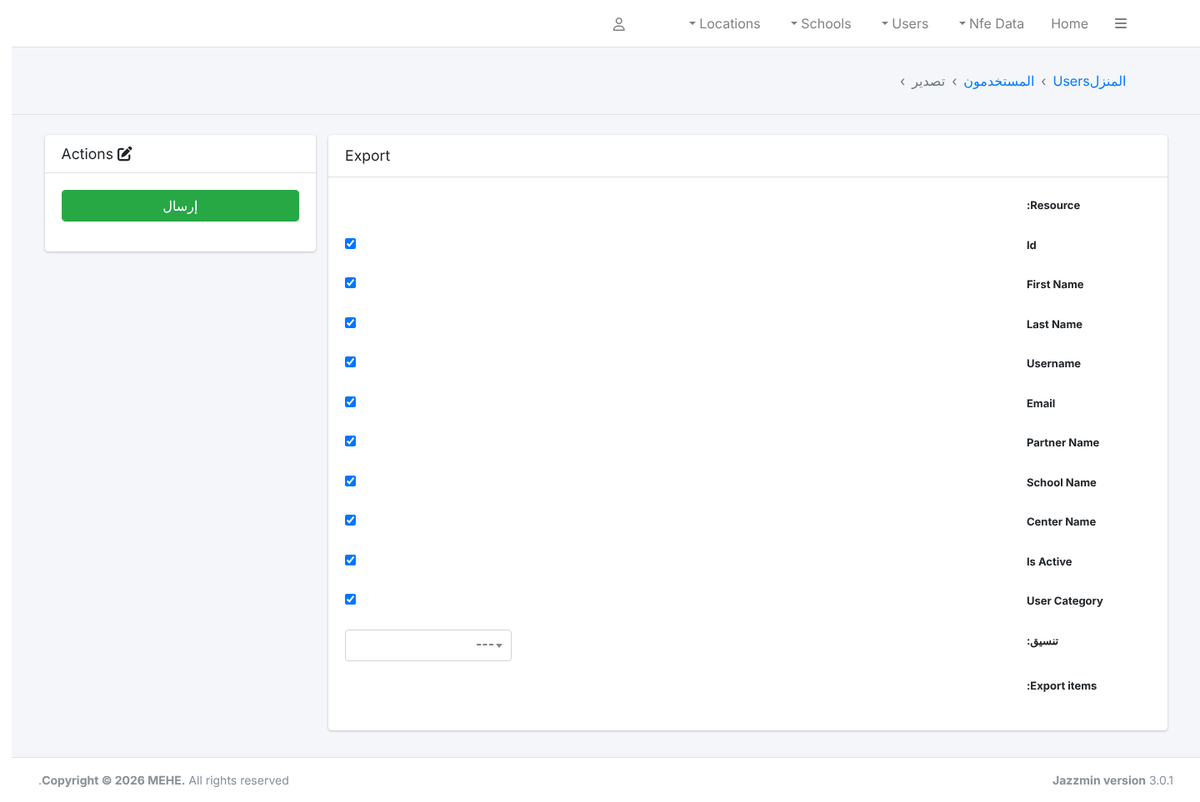 Home Nfe Data Users Schools Locations
المنزل Users › المستخدمون › تصدير ›
Export
Resource:
Id
First Name
Last Name
Username
Email
Partner Name
School Name
Center Name
Is Active
User Category
تنسيق:
---
Export items:
Actions
إرسال
Jazzmin version 3.0.1
Copyright © 2026 MEHE. All rights reserved.